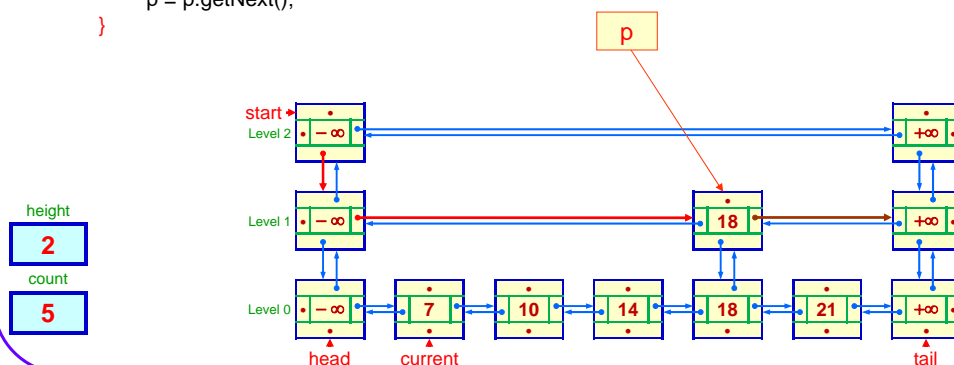 p = p.getNext();
}
p
start
Level 2
− ∞
+∞
height
2
Level 1
− ∞
18
+∞
count
5
Level 0
− ∞
7
10
14
18
21
+∞
head
current
tail